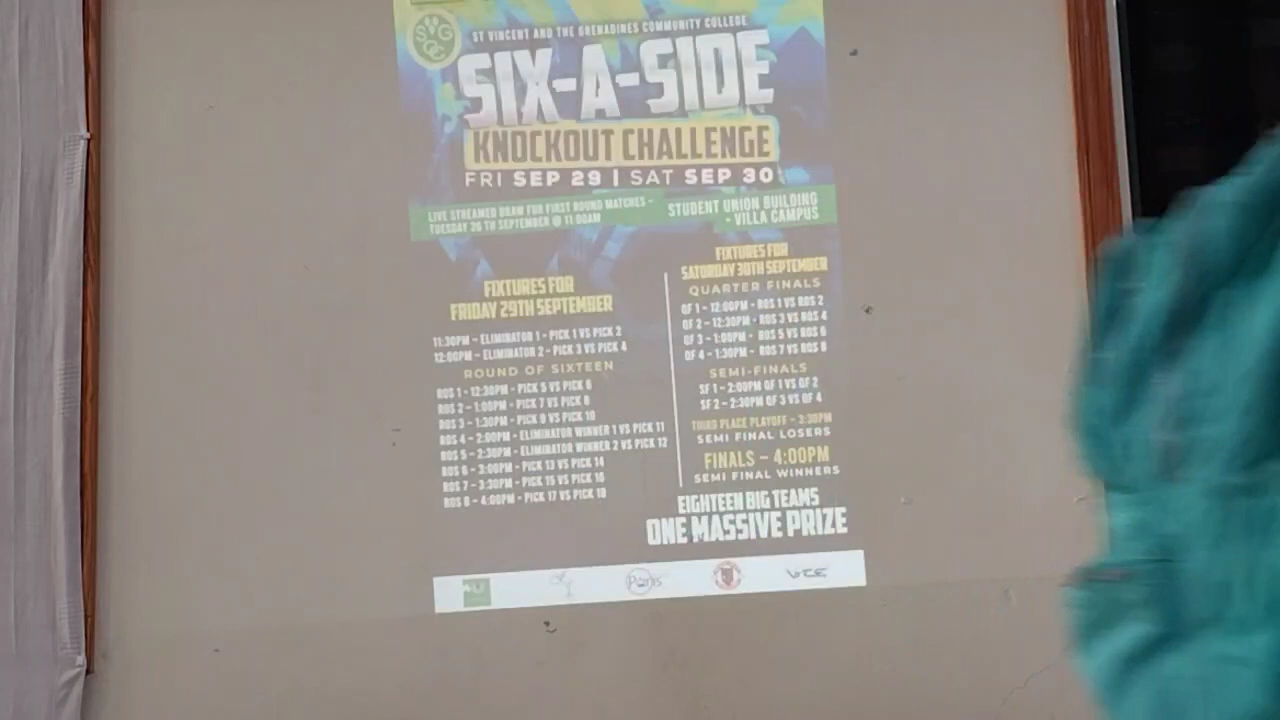 SVG
CC
ST VINCENT AND THE GRENADINES COMMUNITY COLLEGE
SIX-A-SIDE
KNOCKOUT CHALLENGE
FRI SEP 29 | SAT SEP 30
LIVE STREAMED DRAW FOR FIRST ROUND MATCHES -
TUESDAY 26 TH SEPTEMBER @ 11:00AM
STUDENT UNION BUILDING
- VILLA CAMPUS
FIXTURES FOR
FRIDAY 29TH SEPTEMBER
11:30PM - ELIMINATOR 1 - PICK 1 VS PICK 2
12:00PM - ELIMINATOR 2 - PICK 3 VS PICK 4
ROUND OF SIXTEEN
ROS 1 - 12:30PM - PICK 5 VS PICK 6
ROS 2 - 1:00PM - PICK 7 VS PICK 8
ROS 3 - 1:30PM - PICK 9 VS PICK 10
ROS 4 - 2:00PM - ELIMINATOR WINNER 1 VS PICK 11
ROS 5 - 2:30PM - ELIMINATOR WINNER 2 VS PICK 12
ROS 6 - 3:00PM - PICK 13 VS PICK 14
ROS 7 - 3:30PM - PICK 15 VS PICK 16
ROS 8 - 4:00PM - PICK 17 VS PICK 18
FIXTURES FOR
SATURDAY 30TH SEPTEMBER
QUARTER FINALS
QF 1 - 12:00PM - ROS 1 VS ROS 2
QF 2 - 12:30PM - ROS 3 VS ROS 4
QF 3 - 1:00PM - ROS 5 VS ROS 6
QF 4 - 1:30PM - ROS 7 VS ROS 8
SEMI-FINALS
SF 1 - 2:00PM QF 1 VS QF 2
SF 2 - 2:30PM QF 3 VS QF 4
THIRD PLACE PLAYOFF - 3:30PM
SEMI FINAL LOSERS
FINALS - 4:00PM
SEMI FINAL WINNERS
EIGHTEEN BIG TEAMS
ONE MASSIVE PRIZE
Paris